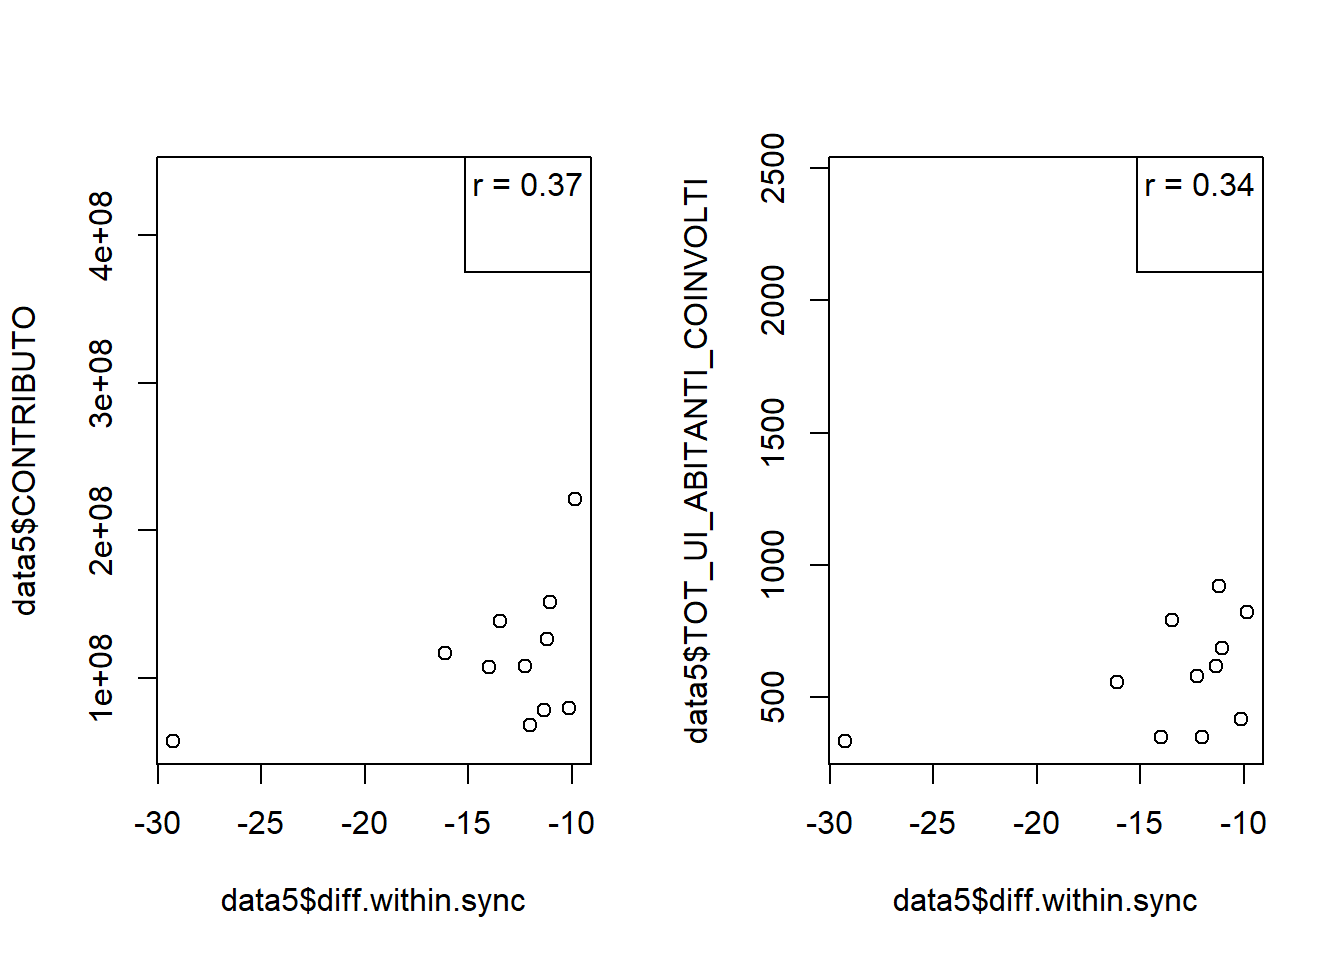 data5$CONTRIBUTO
4e+08
3e+08
2e+08
1e+08
r = 0.37
-30 -25 -20 -15 -10
data5$diff.within.sync
data5$TOT_UI_ABITANTI_COINVOLTI
2500
2000
1500
1000
500
r = 0.34
-30 -25 -20 -15 -10
data5$diff.within.sync